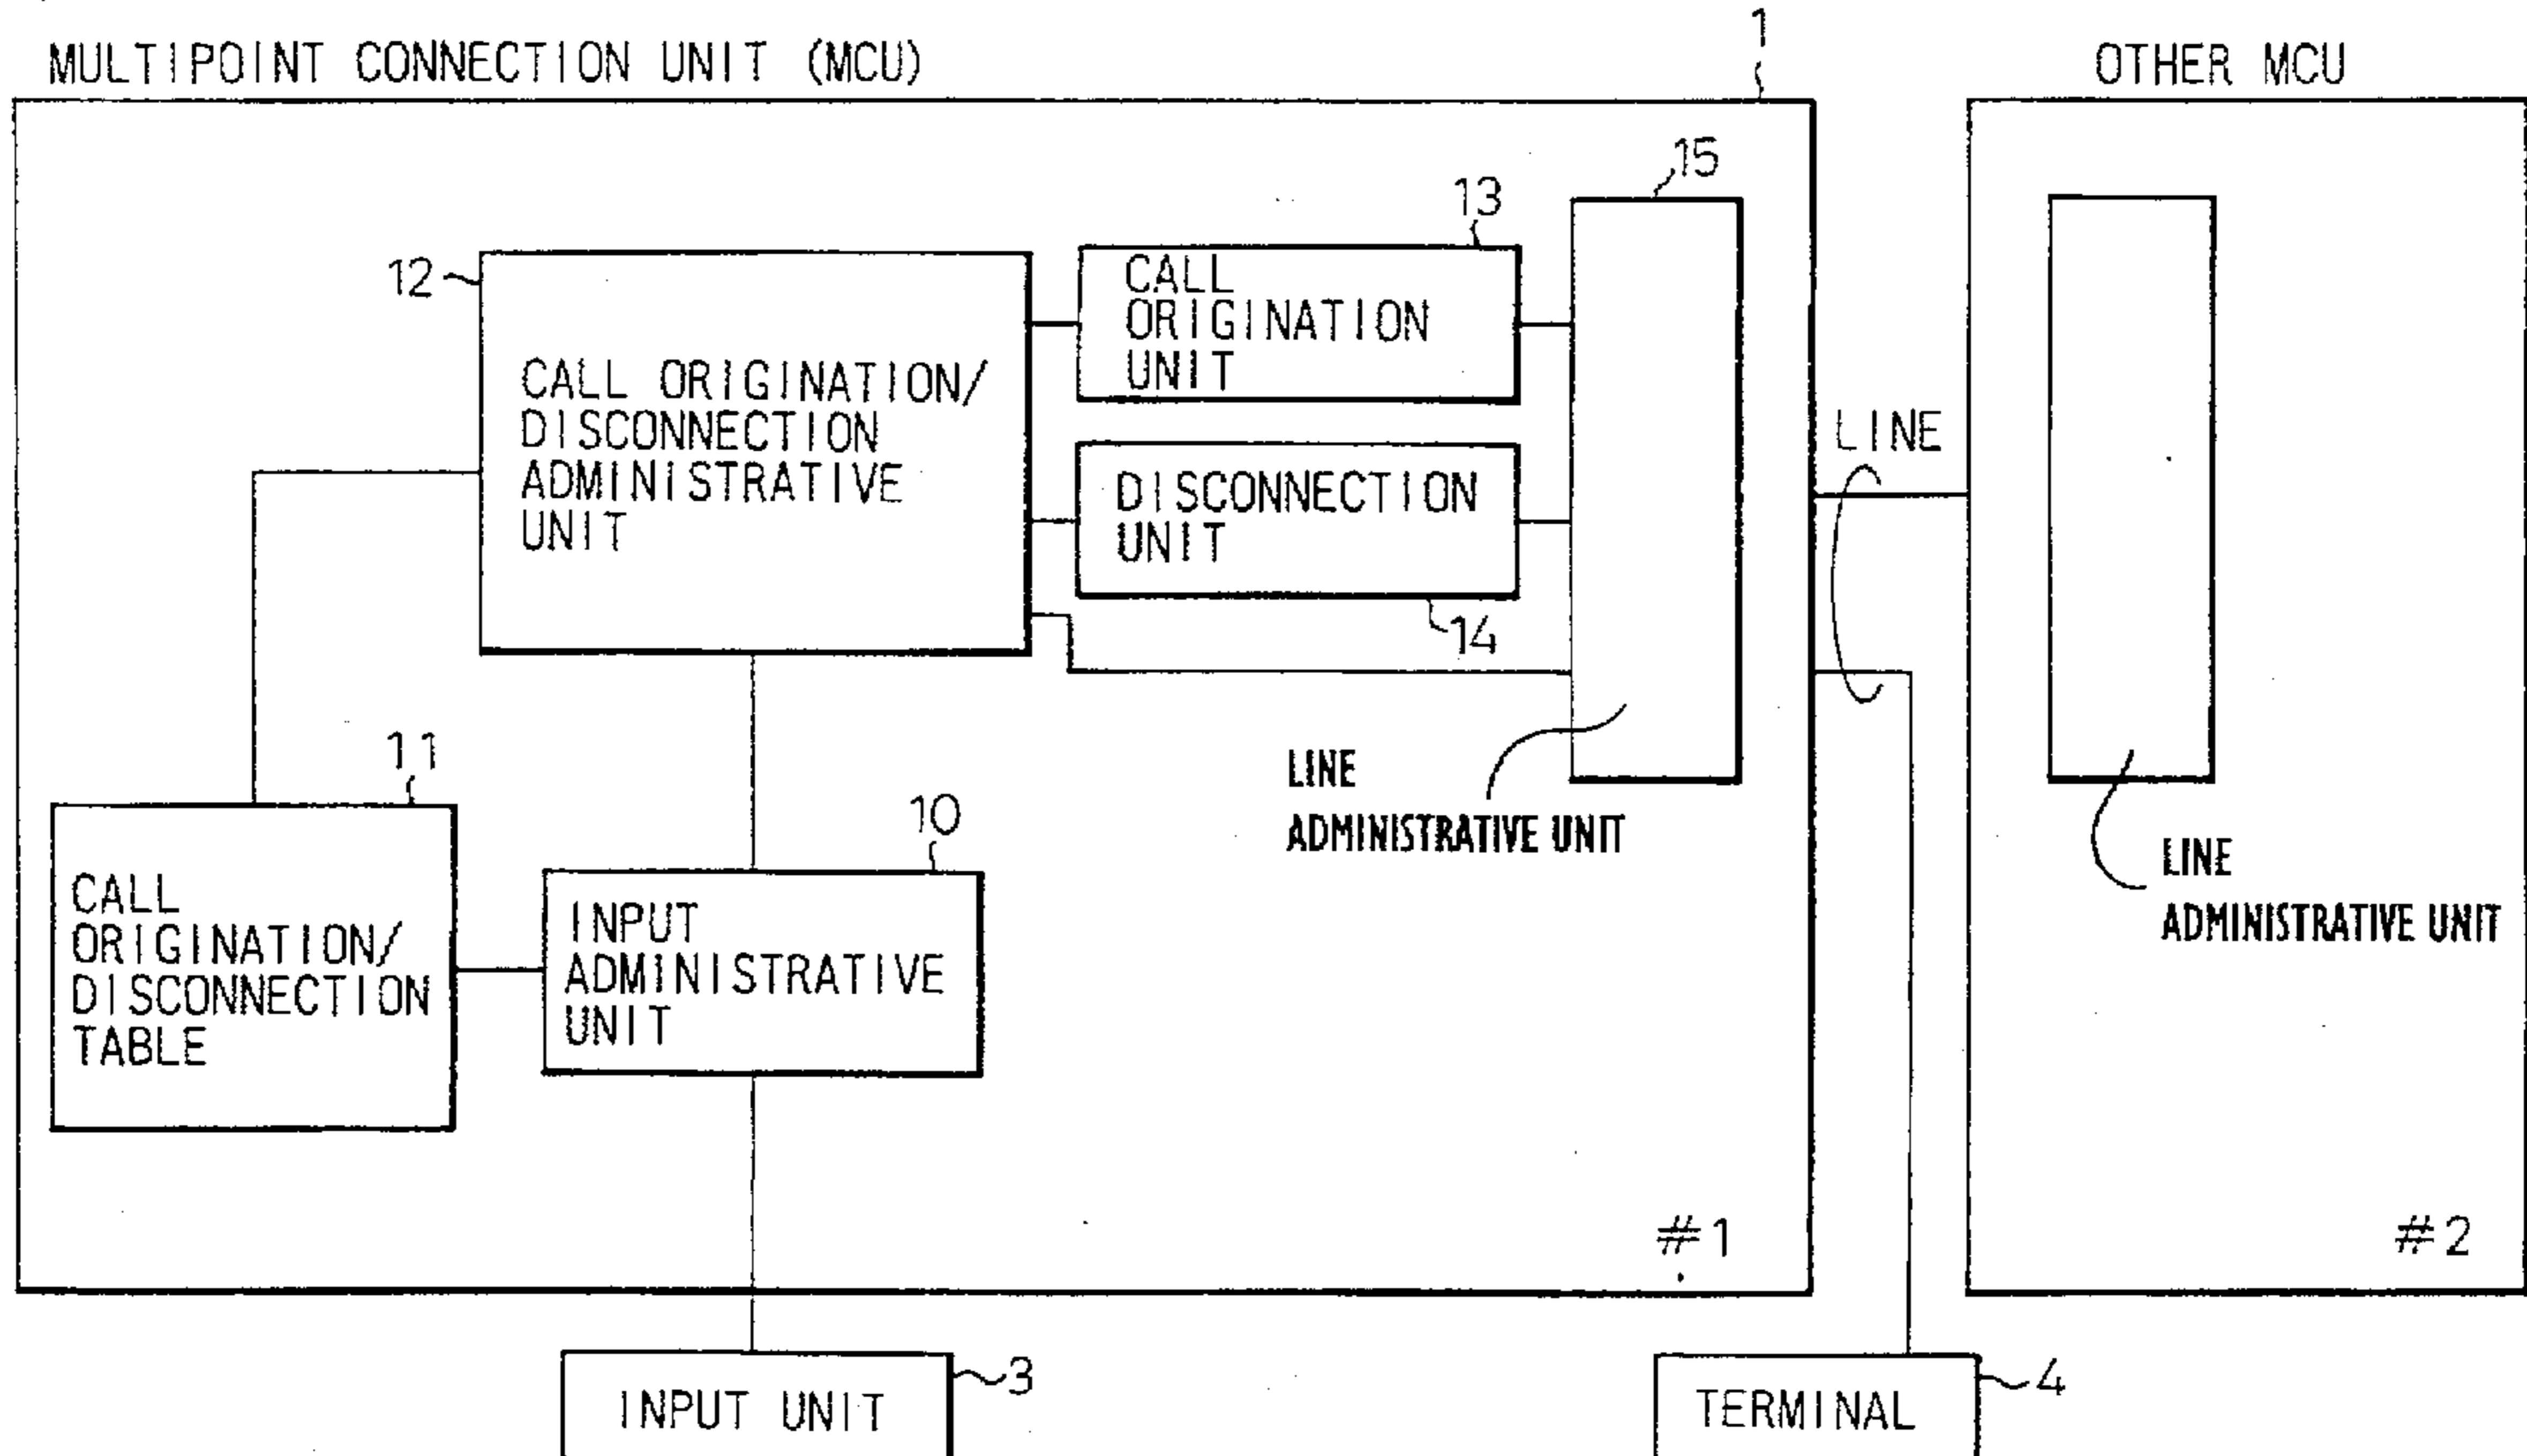 1
MULTIPOINT CONNECTION UNIT (MCU)
OTHER MCU
15
13
12
CALL
ORIGINATION
UNIT
CALL ORIGINATION/
DISCONNECTION
ADMINISTRATIVE
UNIT
LINE
DISCONNECTION
UNIT
14
11
LINE
ADMINISTRATIVE UNIT
10
LINE
ADMINISTRATIVE UNIT
CALL
ORIGINATION/
DISCONNECTION
TABLE
INPUT
ADMINISTRATIVE
UNIT
#1
#2
INPUT UNIT
3
TERMINAL
4